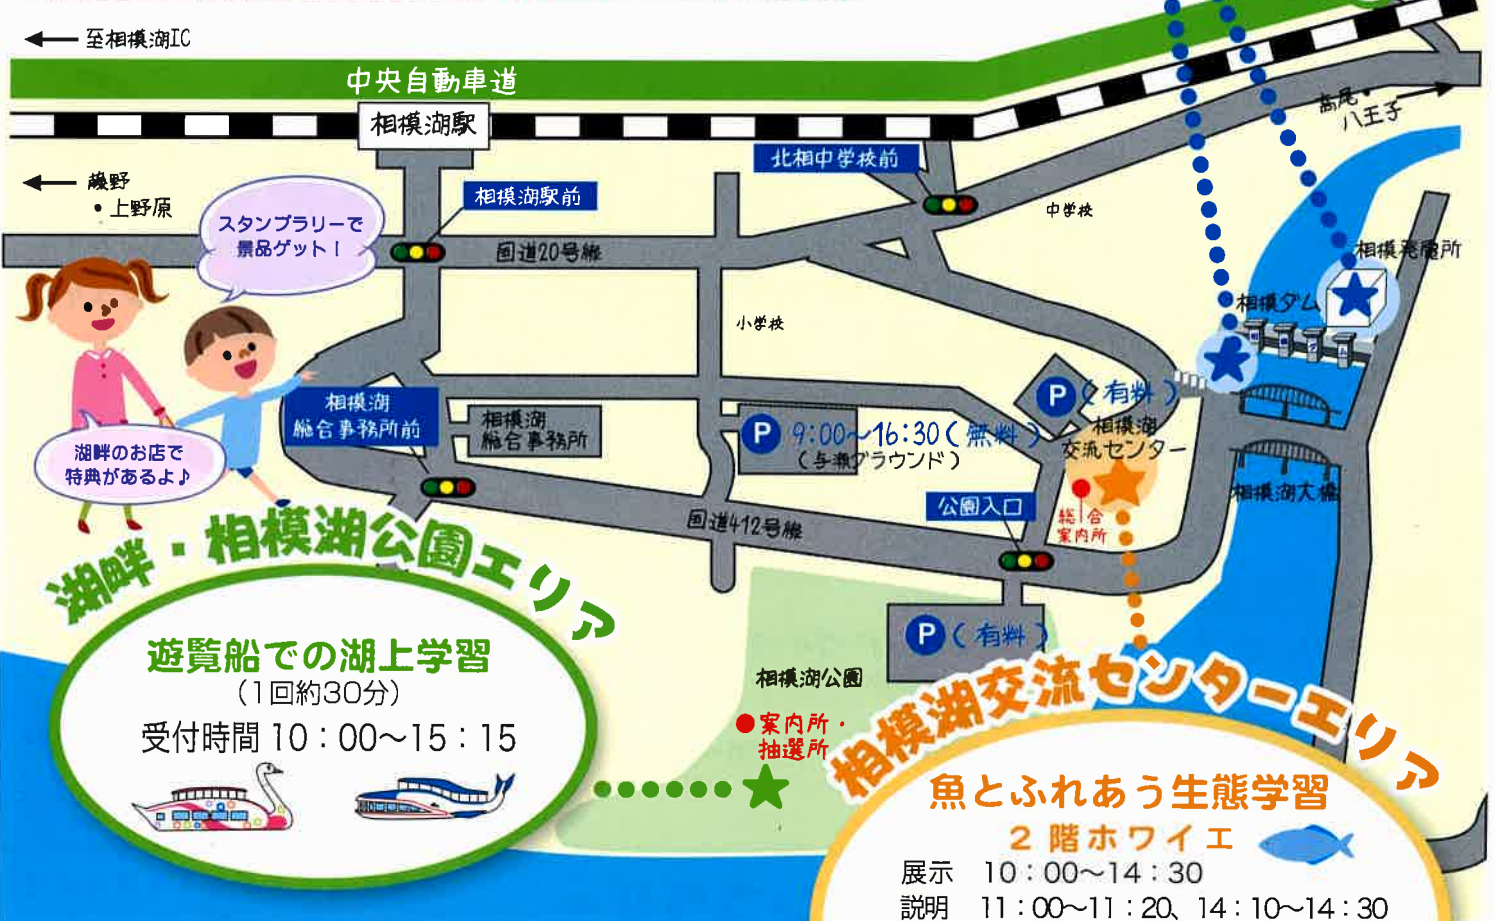 至相模湖IC
中央自動車道
相模湖駅
北相中学校前
高尾・
八王子
藤野
・上野原
スタンプラリーで
景品ゲット！
相模湖駅前
国道20号線
中学校
相模発電所
相模ダム
小学校
相模湖
総合事務所前
相模湖
総合事務所
P 9:00～16:30(無料)
(与瀬グラウンド)
P (有料)
相模湖
交流センター
湖畔のお店で
特典があるよ♪
相模湖大橋
公園入口
総合
案内所
国道412号線
湖畔・相模湖公園エリア
遊覧船での湖上学習
(1回約30分)
受付時間 10：00～15：15
P (有料)
相模湖公園
案内所・
抽選所
相模湖交流センターエリア
魚とふれあう生態学習
2階ホワイエ
展示 10：00～14：30
説明 11：00～11：20、14：10～14：30